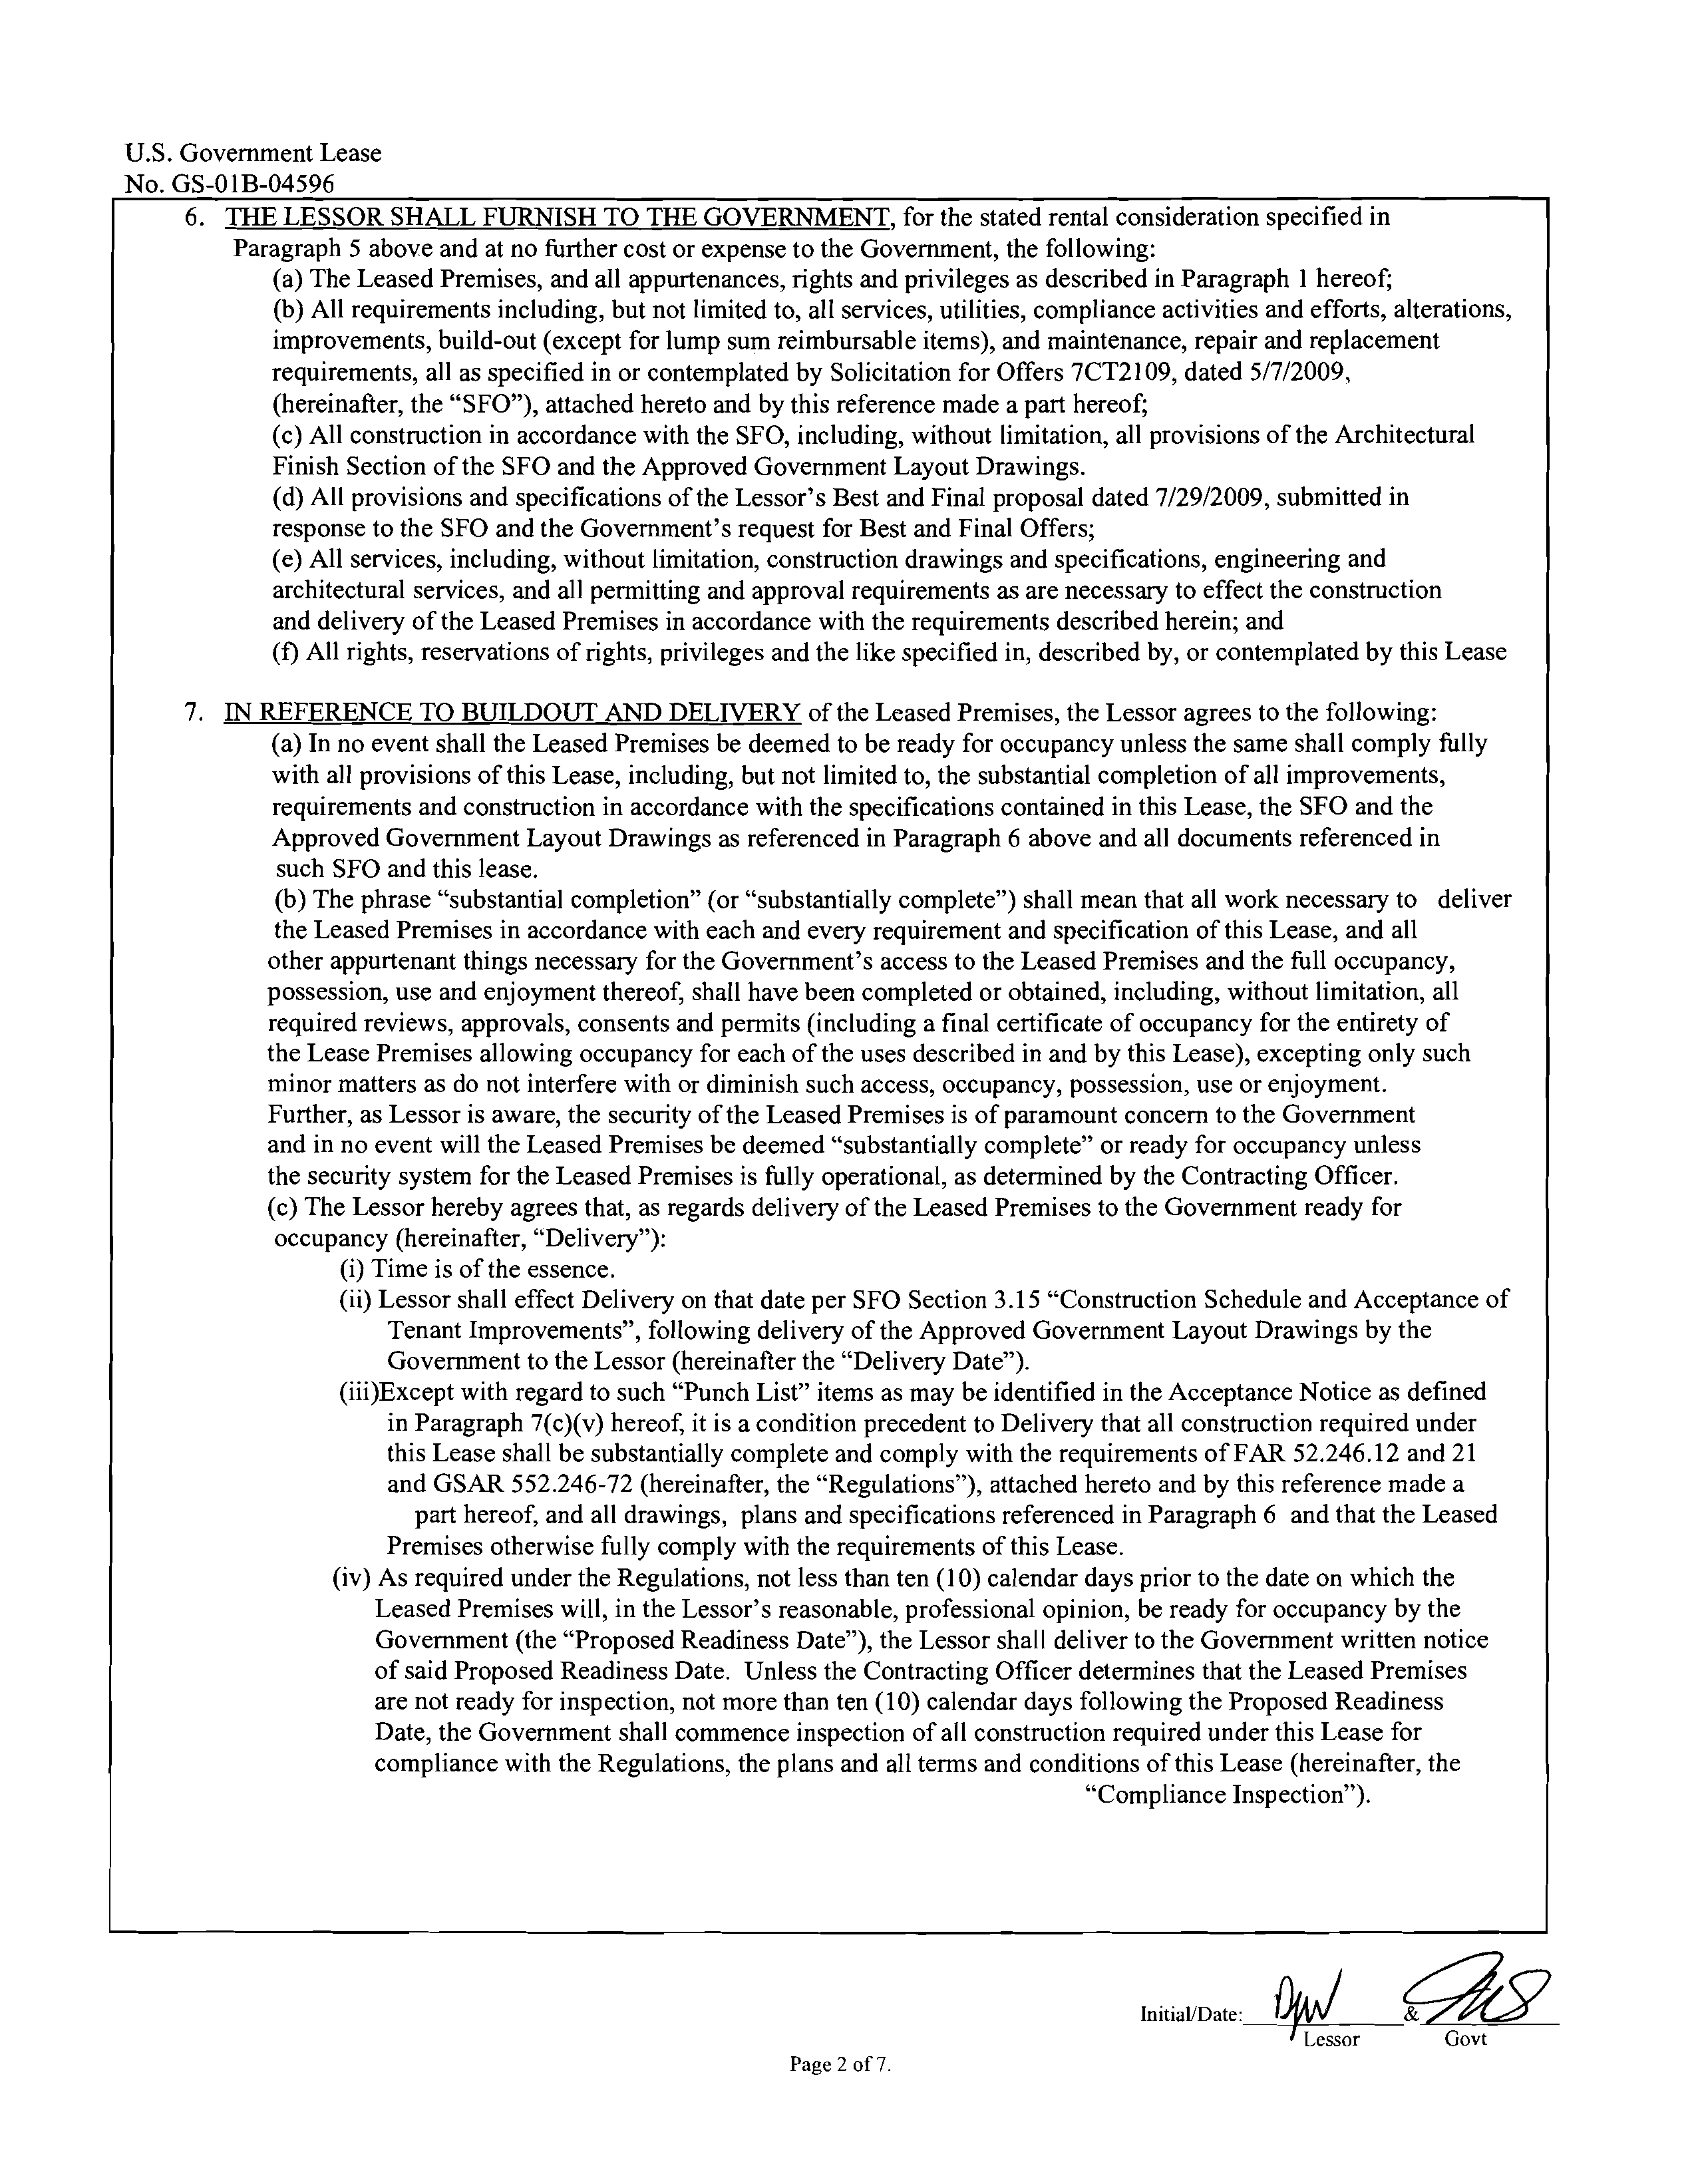 U.S. Government Lease
No. GS-01B-04596
6. THE LESSOR SHALL FURNISH TO THE GOVERNMENT, for the stated rental consideration specified in
Paragraph 5 above and at no further cost or expense to the Government, the following:
(a) The Leased Premises, and all appurtenances, rights and privileges as described in Paragraph 1 hereof;
(b) All requirements including, but not limited to, all services, utilities, compliance activities and efforts, alterations,
improvements, build-out (except for lump sum reimbursable items), and maintenance, repair and replacement
requirements, all as specified in or contemplated by Solicitation for Offers 7CT2109, dated 5/7/2009,
(hereinafter, the “SFO”), attached hereto and by this reference made a part hereof;
(c) All construction in accordance with the SFO, including, without limitation, all provisions of the Architectural
Finish Section of the SFO and the Approved Government Layout Drawings.
(d) All provisions and specifications of the Lessor’s Best and Final proposal dated 7/29/2009, submitted in
response to the SFO and the Government’s request for Best and Final Offers;
(e) All services, including, without limitation, construction drawings and specifications, engineering and
architectural services, and all permitting and approval requirements as are necessary to effect the construction
and delivery of the Leased Premises in accordance with the requirements described herein; and
(f) All rights, reservations of rights, privileges and the like specified in, described by, or contemplated by this Lease
7. IN REFERENCE TO BUILDOUT AND DELIVERY of the Leased Premises, the Lessor agrees to the following:
(a) In no event shall the Leased Premises be deemed to be ready for occupancy unless the same shall comply fully
with all provisions of this Lease, including, but not limited to, the substantial completion of all improvements,
requirements and construction in accordance with the specifications contained in this Lease, the SFO and the
Approved Government Layout Drawings as referenced in Paragraph 6 above and all documents referenced in
such SFO and this lease.
(b) The phrase “substantial completion” (or “substantially complete”) shall mean that all work necessary to deliver
the Leased Premises in accordance with each and every requirement and specification of this Lease, and all
other appurtenant things necessary for the Government’s access to the Leased Premises and the full occupancy,
possession, use and enjoyment thereof, shall have been completed or obtained, including, without limitation, all
required reviews, approvals, consents and permits (including a final certificate of occupancy for the entirety of
the Lease Premises allowing occupancy for each of the uses described in and by this Lease), excepting only such
minor matters as do not interfere with or diminish such access, occupancy, possession, use or enjoyment.
Further, as Lessor is aware, the security of the Leased Premises is of paramount concern to the Government
and in no event will the Leased Premises be deemed “substantially complete” or ready for occupancy unless
the security system for the Leased Premises is fully operational, as determined by the Contracting Officer.
(c) The Lessor hereby agrees that, as regards delivery of the Leased Premises to the Government ready for
occupancy (hereinafter, “Delivery”):
(i) Time is of the essence.
(ii) Lessor shall effect Delivery on that date per SFO Section 3.15 “Construction Schedule and Acceptance of
Tenant Improvements”, following delivery of the Approved Government Layout Drawings by the
Government to the Lessor (hereinafter the “Delivery Date”).
(iii)Except with regard to such “Punch List” items as may be identified in the Acceptance Notice as defined
in Paragraph 7(c)(v) hereof, it is a condition precedent to Delivery that all construction required under
this Lease shall be substantially complete and comply with the requirements of FAR 52.246.12 and 21
and GSAR 552.246-72 (hereinafter, the “Regulations”), attached hereto and by this reference made a
part hereof, and all drawings, plans and specifications referenced in Paragraph 6 and that the Leased
Premises otherwise fully comply with the requirements of this Lease.
(iv) As required under the Regulations, not less than ten (10) calendar days prior to the date on which the
Leased Premises will, in the Lessor’s reasonable, professional opinion, be ready for occupancy by the
Government (the “Proposed Readiness Date”), the Lessor shall deliver to the Government written notice
of said Proposed Readiness Date. Unless the Contracting Officer determines that the Leased Premises
are not ready for inspection, not more than ten (10) calendar days following the Proposed Readiness
Date, the Government shall commence inspection of all construction required under this Lease for
compliance with the Regulations, the plans and all terms and conditions of this Lease (hereinafter, the
“Compliance Inspection”).
Initial/Date: &
Lessor Govt
Page 2 of 7.